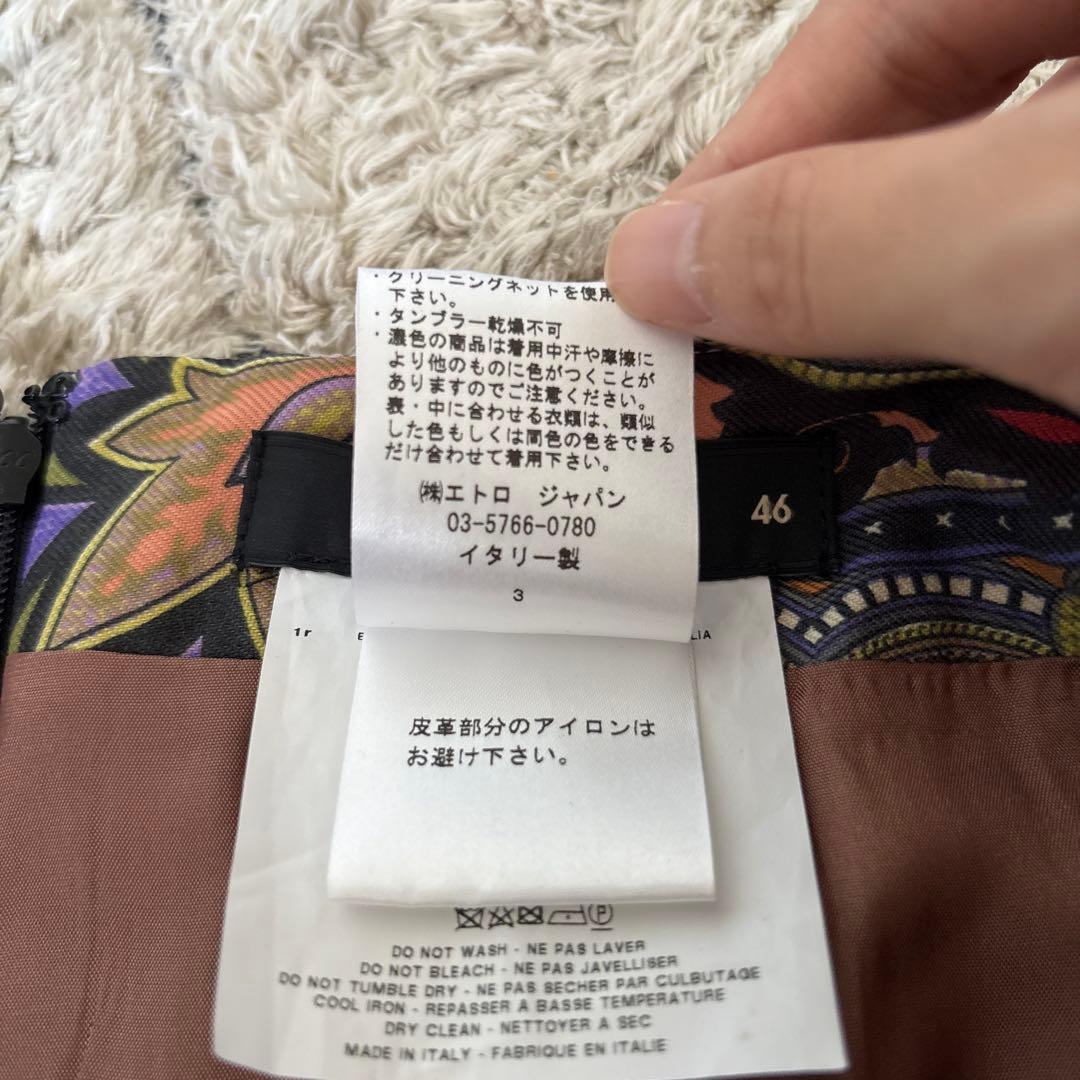 ・クリーニングネットを使用
下さい。
・タンブラー乾燥不可
・濃色の商品は着用中汗や摩擦に
より他のものに色がつくことが
ありますのでご注意ください。
表・中に合わせる衣類は、類似
した色もしくは同色の色をできる
だけ合わせて着用下さい。
㈱エトロ ジャパン
03-5766-0780
イタリー製
3
46
1r E LIA
皮革部分のアイロンは
お避け下さい。
P
DO NOT WASH - NE PAS LAVER
DO NOT BLEACH - NE PAS JAVELLISER
DO NOT TUMBLE DRY - NE PAS SECHER PAR CULBUTAGE
COOL IRON - REPASSER A BASSE TEMPERATURE
DRY CLEAN - NETTOYER A SEC
MADE IN ITALY - FABRIQUE EN ITALIE